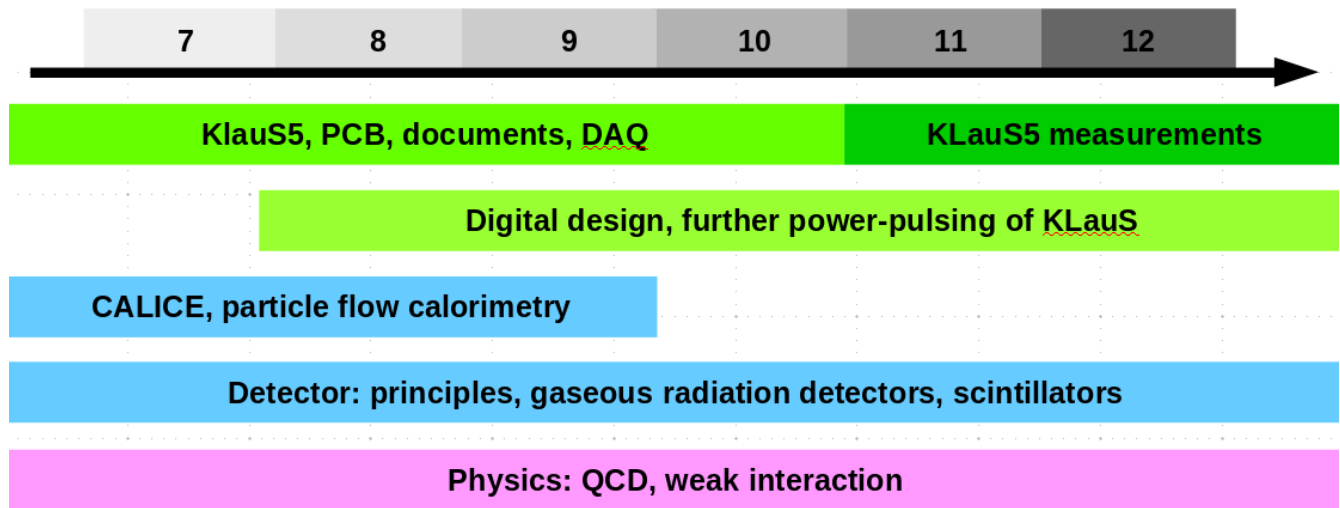 7 8 9 10 11 12
KlauS5, PCB, documents, DAQ KLauS5 measurements
Digital design, further power-pulsing of KLauS
CALICE, particle flow calorimetry
Detector: principles, gaseous radiation detectors, scintillators
Physics: QCD, weak interaction